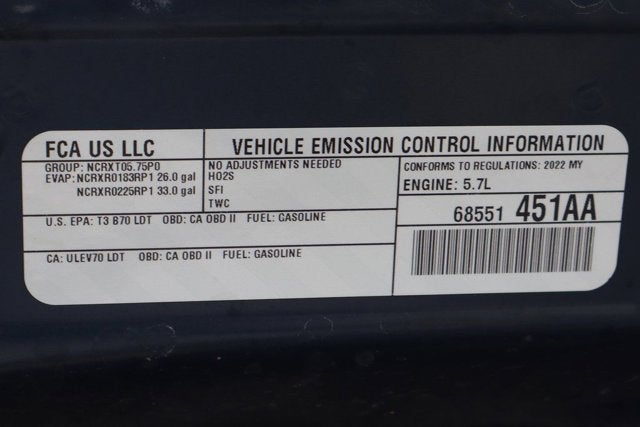 FCA US LLC
GROUP: NCRXT05.75P0
EVAP: NCRXR0183RP1 26.0 gal
NCRXR0225RP1 33.0 gal
VEHICLE EMISSION CONTROL INFORMATION
NO ADJUSTMENTS NEEDED
HO2S
SFI
TWC
CONFORMS TO REGULATIONS: 2022 MY
ENGINE: 5.7L
U.S. EPA: T3 B70 LDT OBD: CA OBD II FUEL: GASOLINE
CA: ULEV70 LDT OBD: CA OBD II FUEL: GASOLINE
68551 451AA